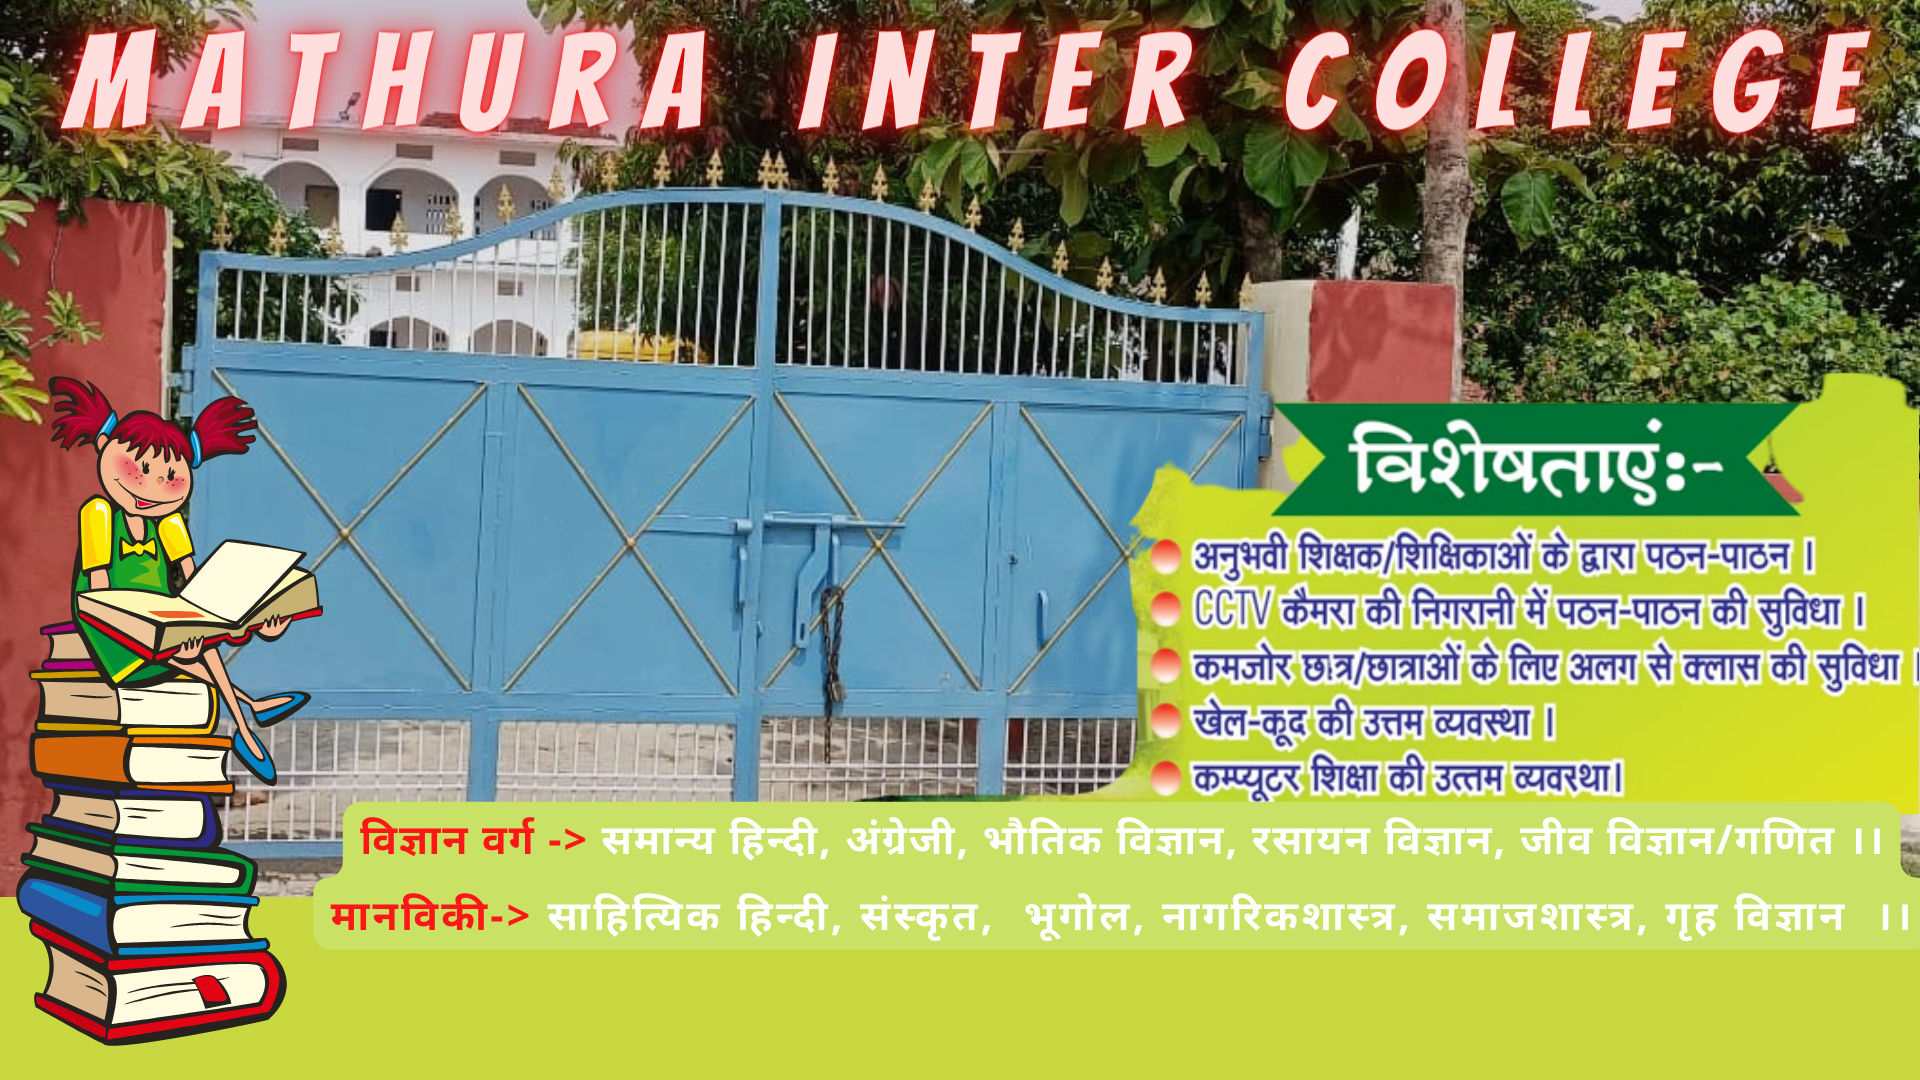 MATHURA INTER COLLEGE
विशेषताएं:-
अनुभवी शिक्षक/शिक्षिकाओं के द्वारा पठन-पाठन ।
CCTV कैमरा की निगरानी में पठन-पाठन की सुविधा ।
कमजोर छात्र/छात्राओं के लिए अलग से क्लास की सुविधा ।
खेल-कूद की उत्तम व्यवस्था ।
कम्प्यूटर शिक्षा की उत्तम व्यवस्था।
विज्ञान वर्ग -> समान्य हिन्दी, अंग्रेजी, भौतिक विज्ञान, रसायन विज्ञान, जीव विज्ञान/गणित ।।
मानविकी-> साहित्यिक हिन्दी, संस्कृत, भूगोल, नागरिकशास्त्र, समाजशास्त्र, गृह विज्ञान ।।